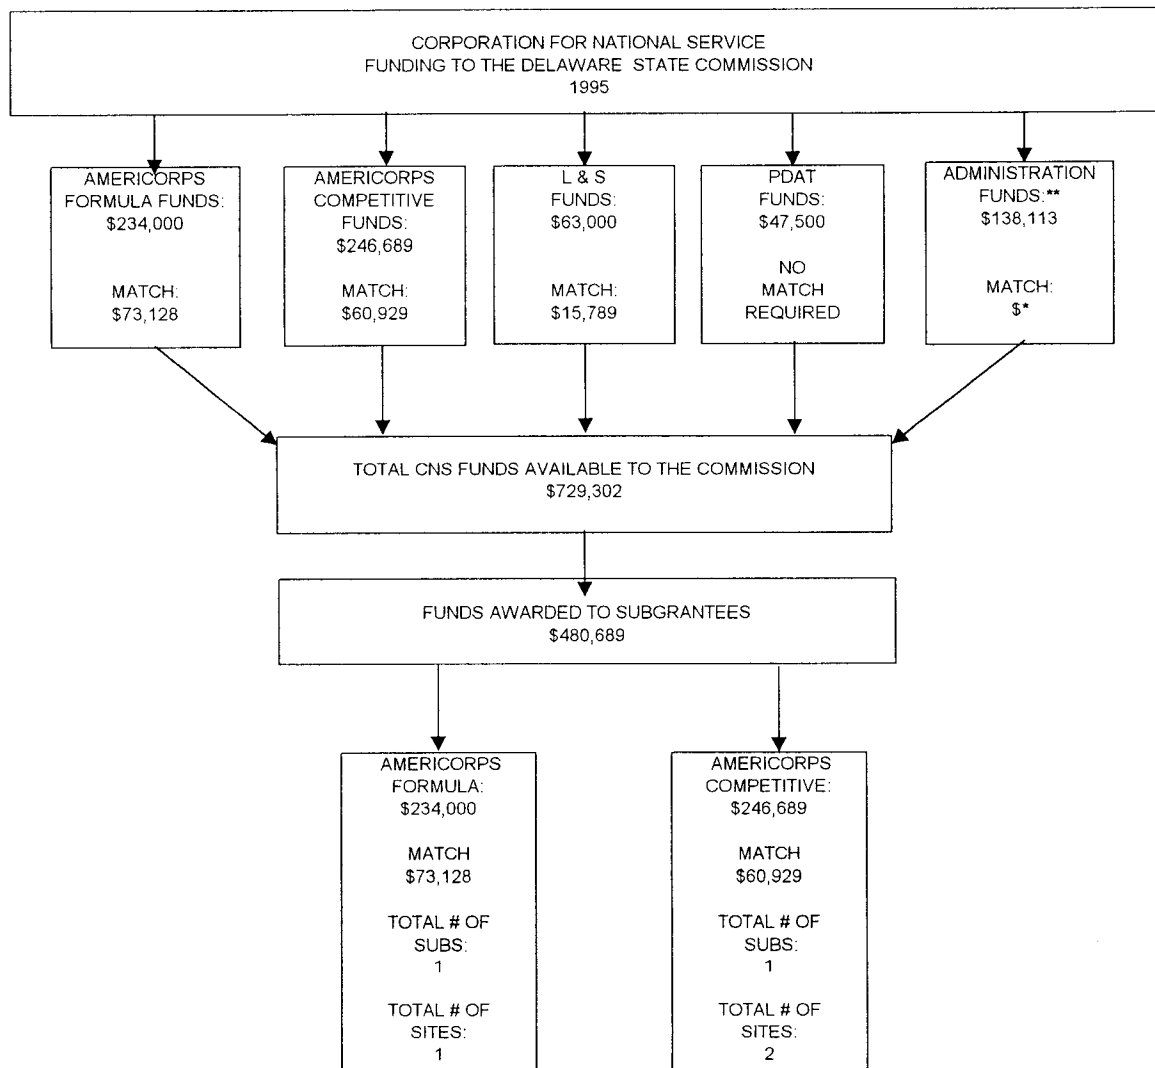 CORPORATION FOR NATIONAL SERVICE
FUNDING TO THE DELAWARE STATE COMMISSION
1995
AMERICORPS
FORMULA FUNDS:
$234,000
MATCH:
$73,128
AMERICORPS
COMPETITIVE
FUNDS:
$246,689
MATCH:
$60,929
L & S
FUNDS:
$63,000
MATCH:
$15,789
PDAT
FUNDS:
$47,500
NO
MATCH
REQUIRED
ADMINISTRATION
FUNDS:**
$138,113
MATCH:
$*
TOTAL CNS FUNDS AVAILABLE TO THE COMMISSION
$729,302
FUNDS AWARDED TO SUBGRANTEES
$480,689
AMERICORPS
FORMULA:
$234,000
MATCH
$73,128
TOTAL # OF
SUBS:
1
TOTAL # OF
SITES:
1
AMERICORPS
COMPETITIVE:
$246,689
MATCH
$60,929
TOTAL # OF
SUBS:
1
TOTAL # OF
SITES:
2